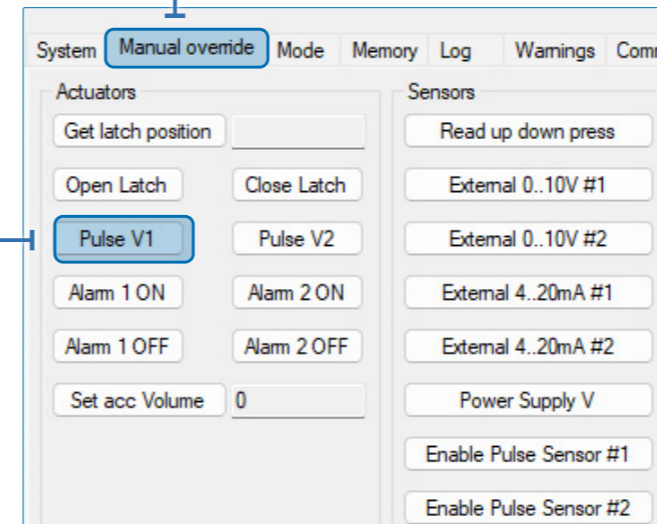 System Manual override Mode Memory Log Warnings Comm
Actuators
Get latch position
Open Latch Close Latch
Pulse V1 Pulse V2
Alarm 1 ON Alarm 2 ON
Alarm 1 OFF Alarm 2 OFF
Set acc Volume 0
Sensors
Read up down press
External 0..10V #1
External 0..10V #2
External 4..20mA #1
External 4..20mA #2
Power Supply V
Enable Pulse Sensor #1
Enable Pulse Sensor #2